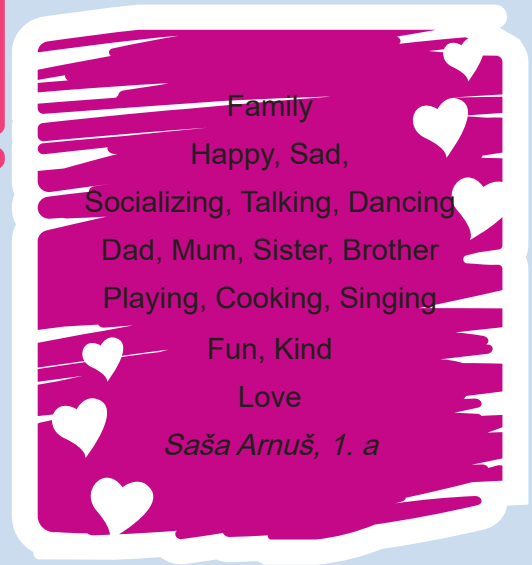 Family
Happy, Sad,
Socializing, Talking, Dancing
Dad, Mum, Sister, Brother
Playing, Cooking, Singing
Fun, Kind
Love
Saša Arnuš, 1. a